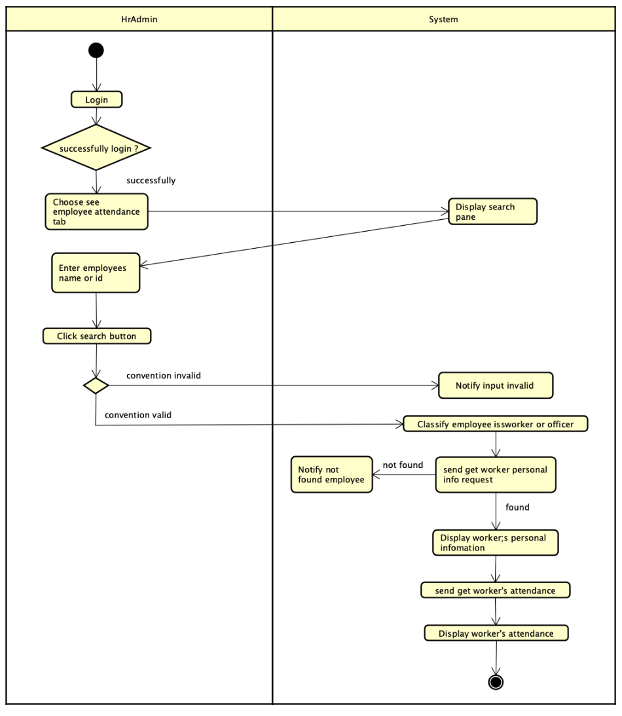 HrAdmin
System
Login
successfully login ?
successfully
Choose see
employee attendance
tab
Display search
pane
Enter employees
name or id
Click search button
convention invalid
Notify input invalid
convention valid
Classify employee issworker or officer
send get worker personal
info request
not found
Notify not
found employee
found
Display worker;s personal
infomation
send get worker's attendance
Display worker's attendance